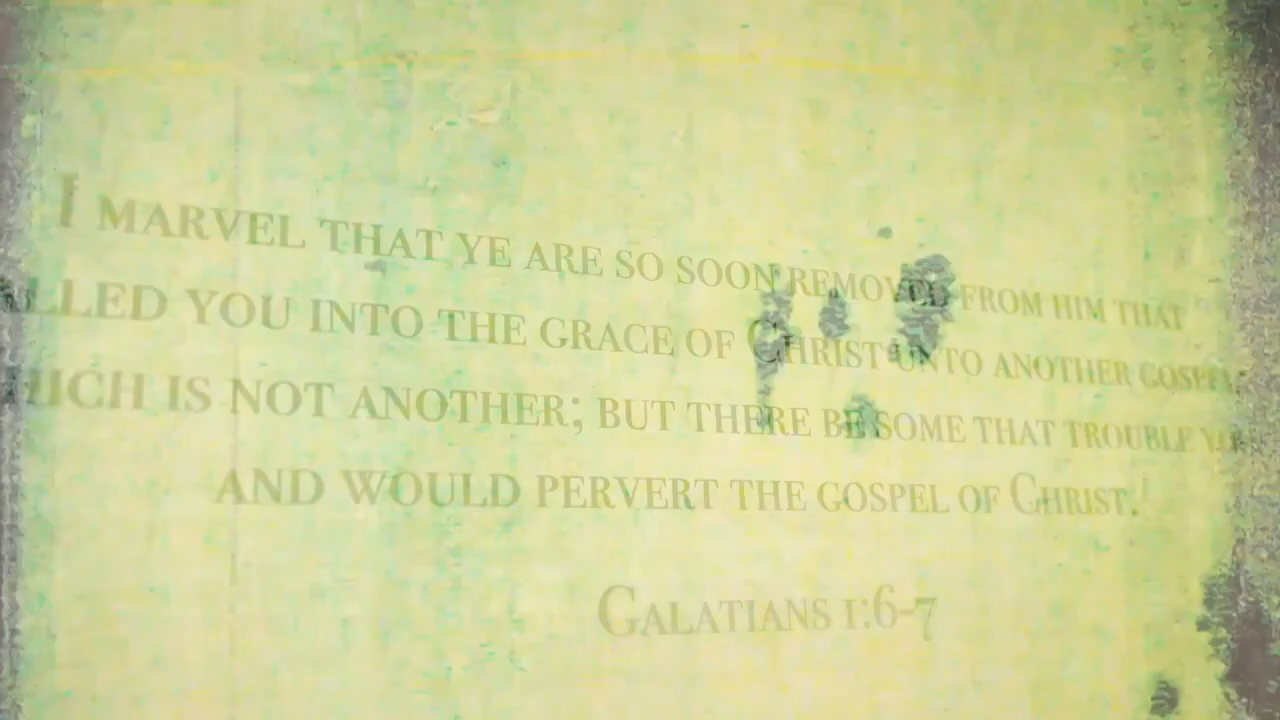 I MARVEL THAT YE ARE SO SOON REMOVED FROM HIM THAT
LLED YOU INTO THE GRACE OF CHRIST UNTO ANOTHER GOSPEL
HICH IS NOT ANOTHER; BUT THERE BE SOME THAT TROUBLE YOU
AND WOULD PERVERT THE GOSPEL OF CHRIST.
GALATIANS 1:6-7